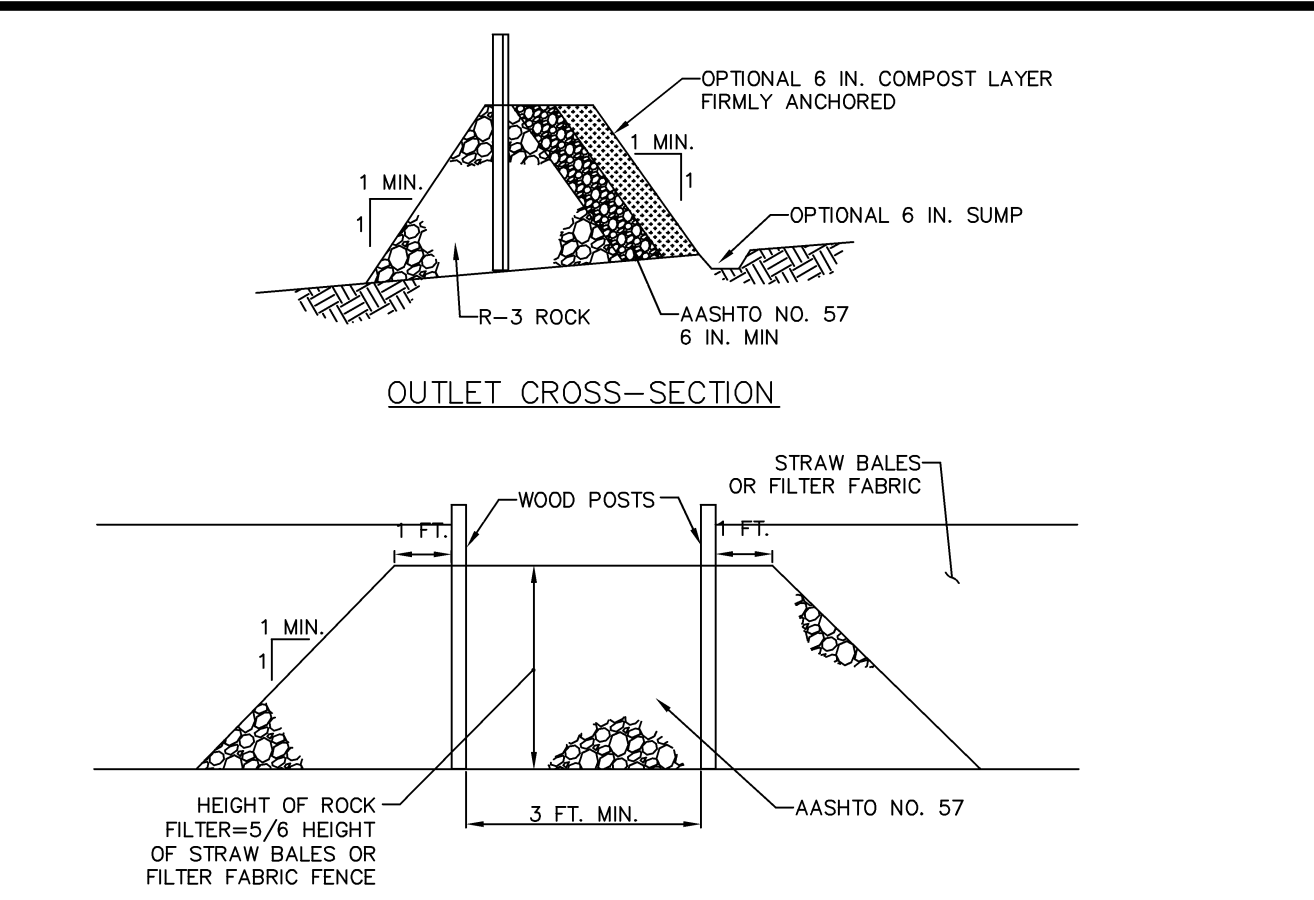 OPTIONAL 6 IN. COMPOST LAYER
FIRMLY ANCHORED
1 MIN.
1
1 MIN.
1
OPTIONAL 6 IN. SUMP
R-3 ROCK
AASHTO NO. 57
6 IN. MIN
OUTLET CROSS-SECTION
STRAW BALES
OR FILTER FABRIC
WOOD POSTS
1 FT.
1 FT.
1 MIN.
1
HEIGHT OF ROCK
FILTER=5/6 HEIGHT
OF STRAW BALES OR
FILTER FABRIC FENCE
3 FT. MIN.
AASHTO NO. 57